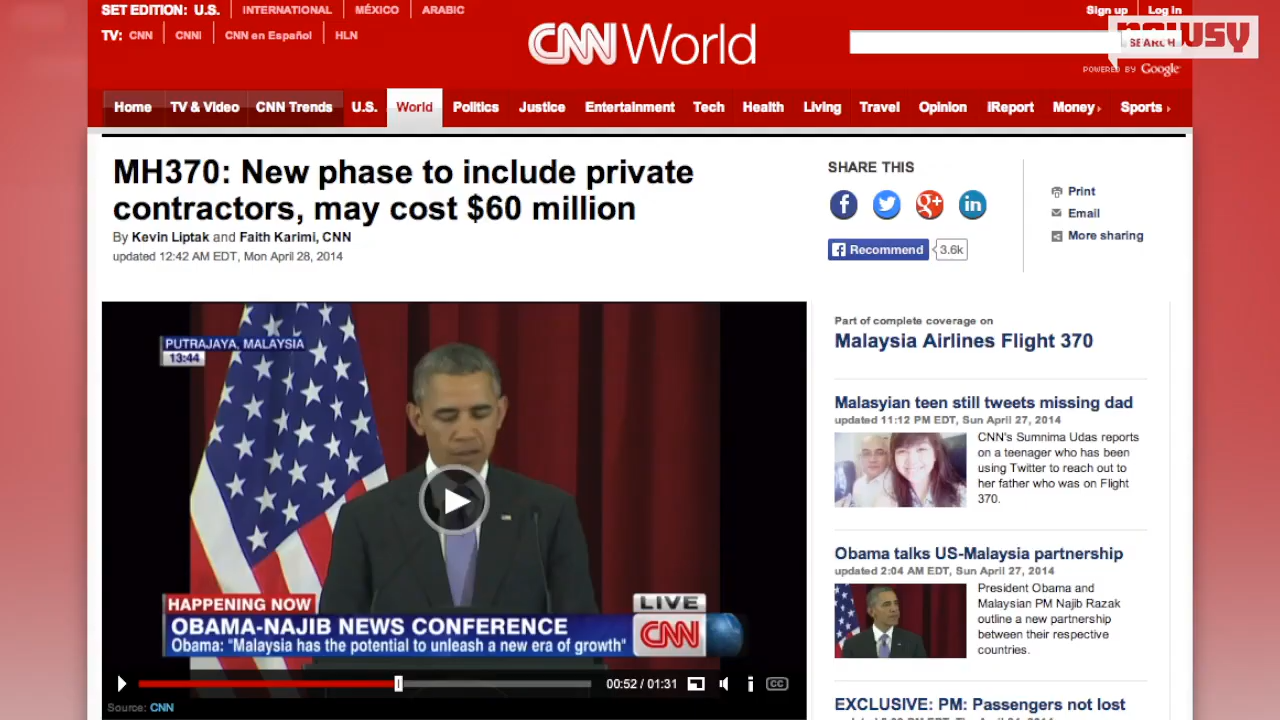 SET EDITION: U.S. INTERNATIONAL MÉXICO ARABIC
TV: CNN CNNI CNN en Español HLN
CNN World
Sign up Log in
SEARCH
POWERED BY Google
newsy
Home TV & Video CNN Trends U.S. World Politics Justice Entertainment Tech Health Living Travel Opinion iReport Money Sports
MH370: New phase to include private
contractors, may cost $60 million
By Kevin Liptak and Faith Karimi, CNN
updated 12:42 AM EDT, Mon April 28, 2014
SHARE THIS
Recommend 3.6k
Print
Email
More sharing
PUTRAJAYA, MALAYSIA
13:44
HAPPENING NOW
OBAMA-NAJIB NEWS CONFERENCE
Obama: "Malaysia has the potential to unleash a new era of growth"
LIVE
CNN
00:52 / 01:31
CC
Source: CNN
Part of complete coverage on
Malaysia Airlines Flight 370
Malasyian teen still tweets missing dad
updated 11:12 PM EDT, Sun April 27, 2014
CNN's Sumnima Udas reports
on a teenager who has been
using Twitter to reach out to
her father who was on Flight
370.
Obama talks US-Malaysia partnership
updated 2:04 AM EDT, Sun April 27, 2014
President Obama and
Malaysian PM Najib Razak
outline a new partnership
between their respective
countries.
EXCLUSIVE: PM: Passengers not lost